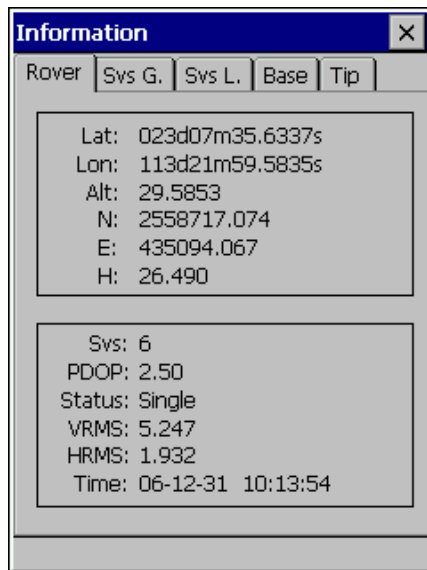 Information
Rover Svs G. Svs L. Base Tip
Lat: 023d07m35.6337s
Lon: 113d21m59.5835s
Alt: 29.5853
N: 2558717.074
E: 435094.067
H: 26.490
Svs: 6
PDOP: 2.50
Status: Single
VRMS: 5.247
HRMS: 1.932
Time: 06-12-31 10:13:54